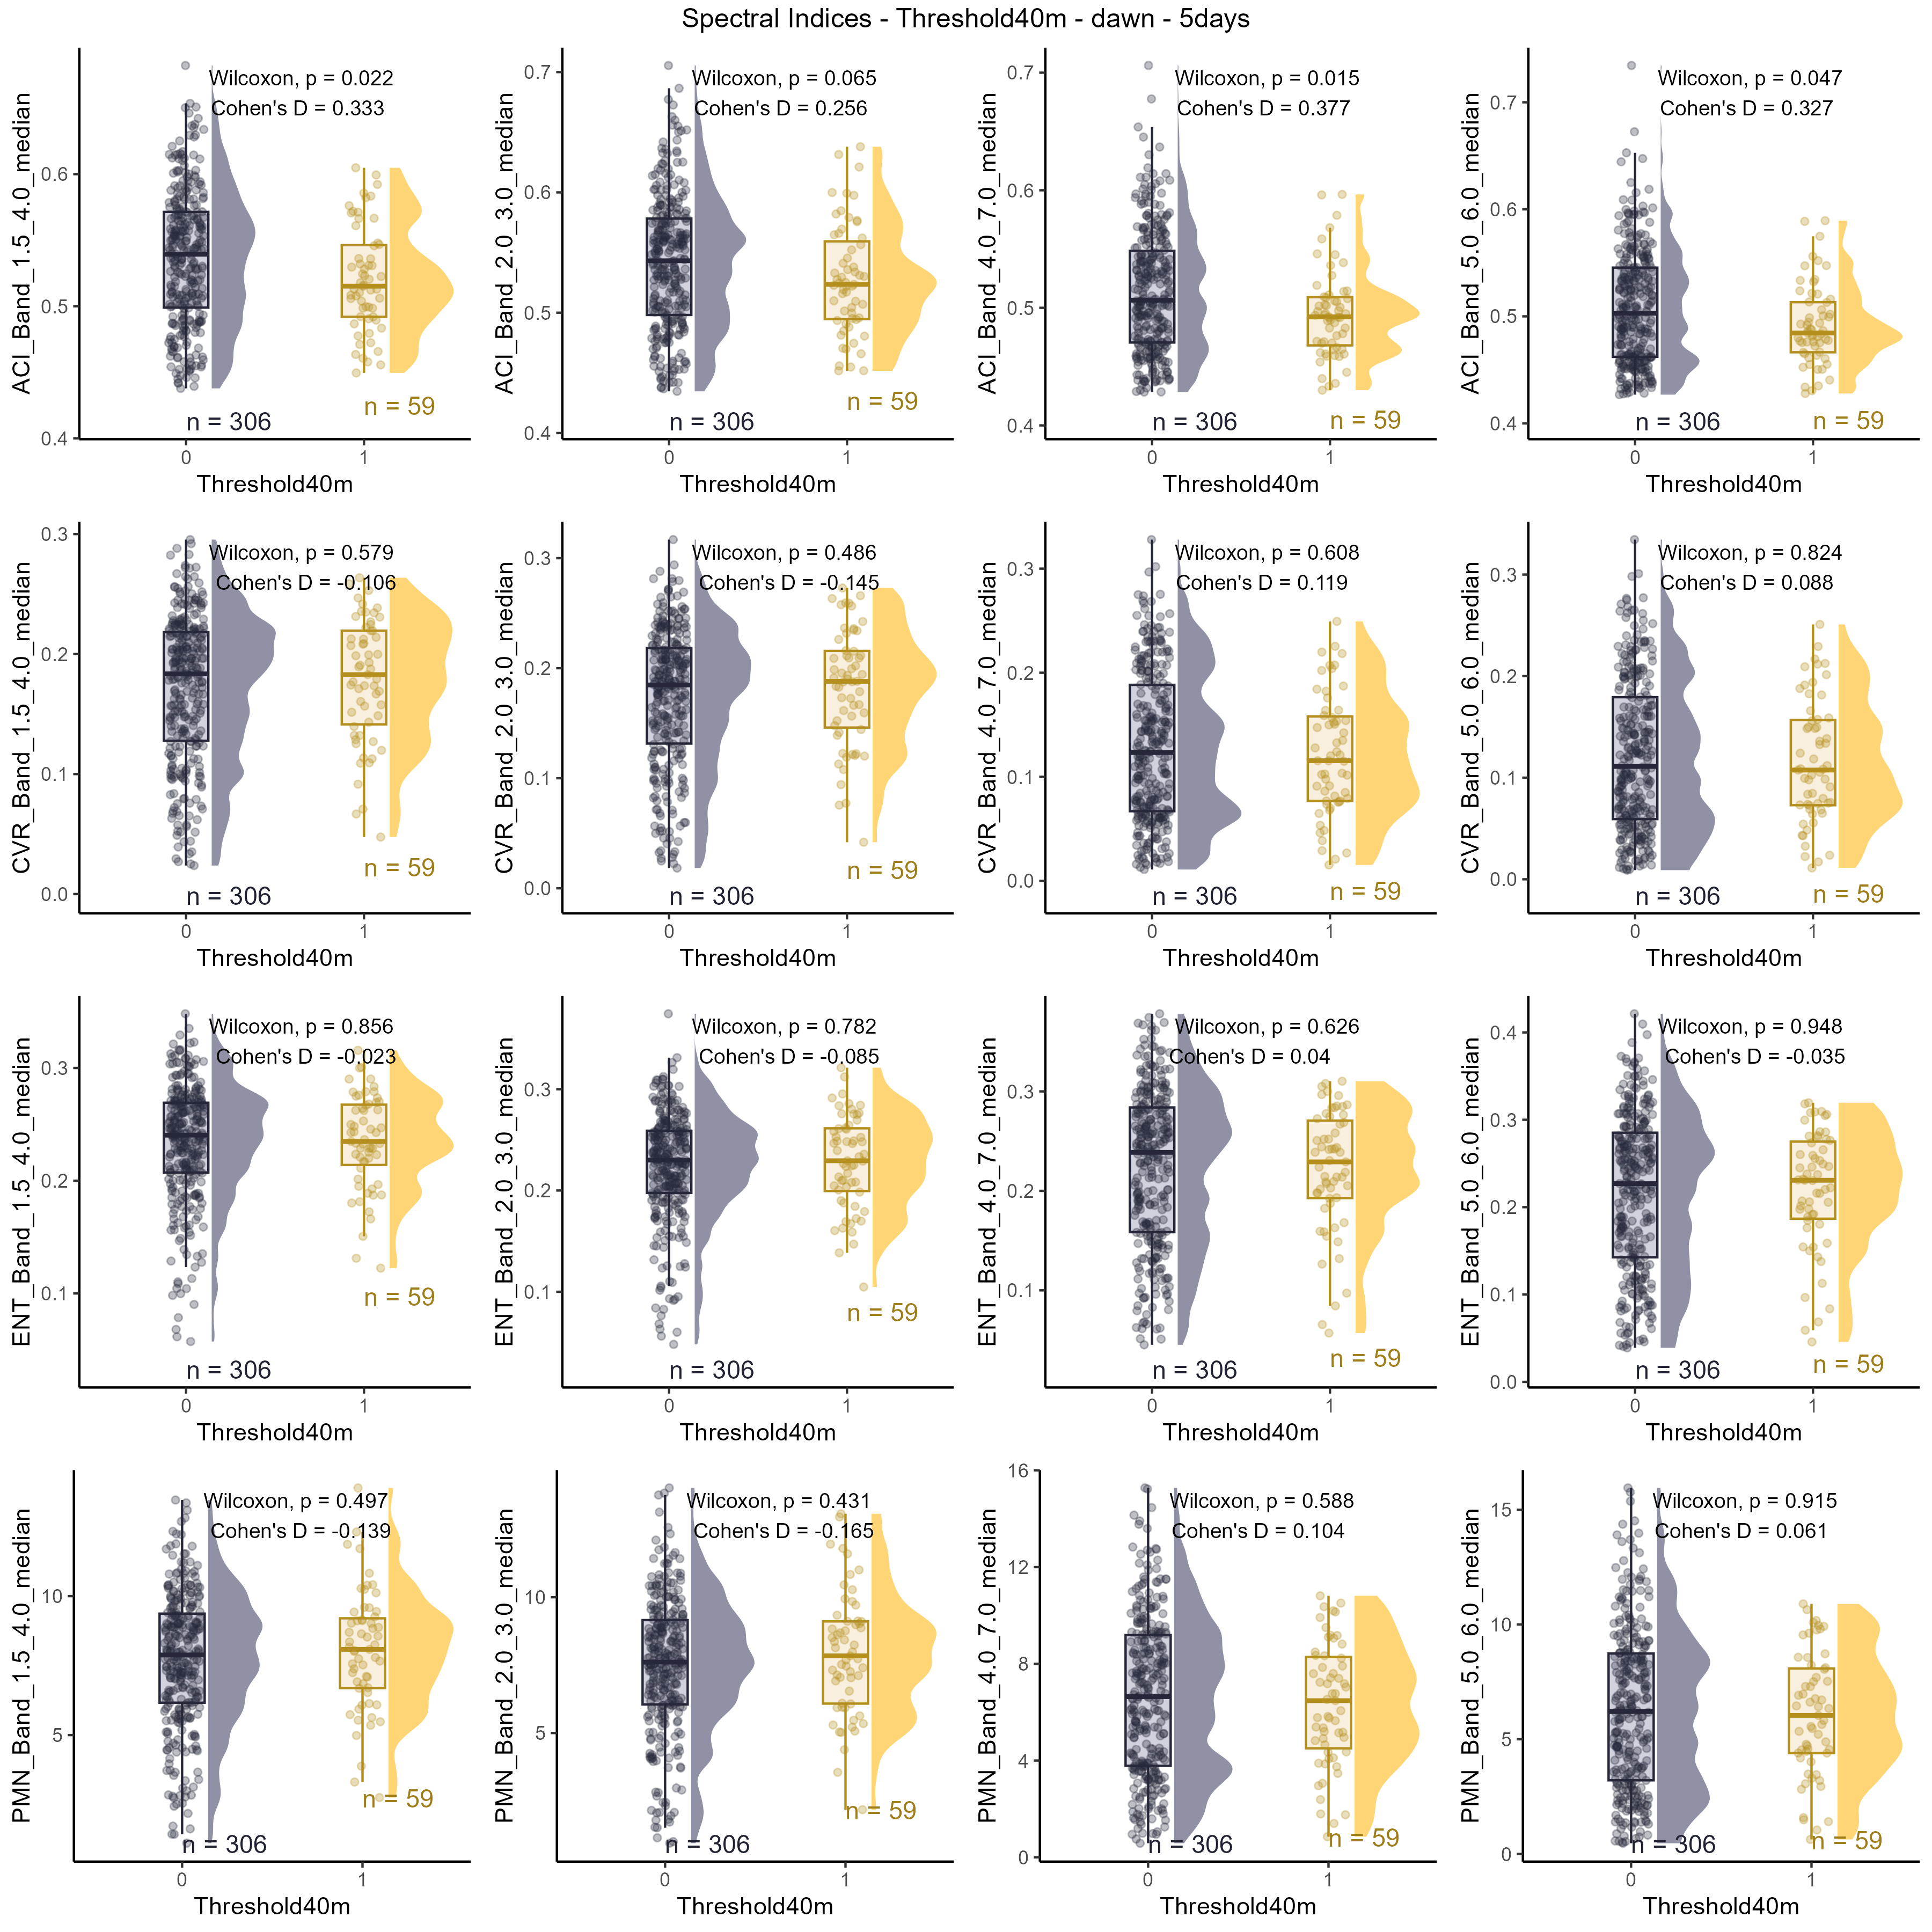 Spectral Indices - Threshold40m - dawn - 5days
ACI_Band_1.5_4.0_median
0.6
0.5
0.4
Wilcoxon, p = 0.022
Cohen's D = 0.333
n = 306
n = 59
0
1
Threshold40m
ACI_Band_2.0_3.0_median
0.7
0.6
0.5
0.4
Wilcoxon, p = 0.065
Cohen's D = 0.256
n = 306
n = 59
0
1
Threshold40m
ACI_Band_4.0_7.0_median
0.7
0.6
0.5
0.4
Wilcoxon, p = 0.015
Cohen's D = 0.377
n = 306
n = 59
0
1
Threshold40m
ACI_Band_5.0_6.0_median
0.7
0.6
0.5
0.4
Wilcoxon, p = 0.047
Cohen's D = 0.327
n = 306
n = 59
0
1
Threshold40m
CVR_Band_1.5_4.0_median
0.3
0.2
0.1
0.0
Wilcoxon, p = 0.579
Cohen's D = -0.106
n = 306
n = 59
0
1
Threshold40m
CVR_Band_2.0_3.0_median
0.3
0.2
0.1
0.0
Wilcoxon, p = 0.486
Cohen's D = -0.145
n = 306
n = 59
0
1
Threshold40m
CVR_Band_4.0_7.0_median
0.3
0.2
0.1
0.0
Wilcoxon, p = 0.608
Cohen's D = 0.119
n = 306
n = 59
0
1
Threshold40m
CVR_Band_5.0_6.0_median
0.3
0.2
0.1
0.0
Wilcoxon, p = 0.824
Cohen's D = 0.088
n = 306
n = 59
0
1
Threshold40m
ENT_Band_1.5_4.0_median
0.3
0.2
0.1
Wilcoxon, p = 0.856
Cohen's D = -0.023
n = 306
n = 59
0
1
Threshold40m
ENT_Band_2.0_3.0_median
0.3
0.2
0.1
Wilcoxon, p = 0.782
Cohen's D = -0.085
n = 306
n = 59
0
1
Threshold40m
ENT_Band_4.0_7.0_median
0.3
0.2
0.1
Wilcoxon, p = 0.626
Cohen's D = 0.04
n = 306
n = 59
0
1
Threshold40m
ENT_Band_5.0_6.0_median
0.4
0.3
0.2
0.1
0.0
Wilcoxon, p = 0.948
Cohen's D = -0.035
n = 306
n = 59
0
1
Threshold40m
PMN_Band_1.5_4.0_median
10
5
Wilcoxon, p = 0.497
Cohen's D = -0.139
n = 306
n = 59
0
1
Threshold40m
PMN_Band_2.0_3.0_median
10
5
Wilcoxon, p = 0.431
Cohen's D = -0.165
n = 306
n = 59
0
1
Threshold40m
PMN_Band_4.0_7.0_median
16
12
8
4
0
Wilcoxon, p = 0.588
Cohen's D = 0.104
n = 306
n = 59
0
1
Threshold40m
PMN_Band_5.0_6.0_median
15
10
5
0
Wilcoxon, p = 0.915
Cohen's D = 0.061
n = 306
n = 59
0
1
Threshold40m